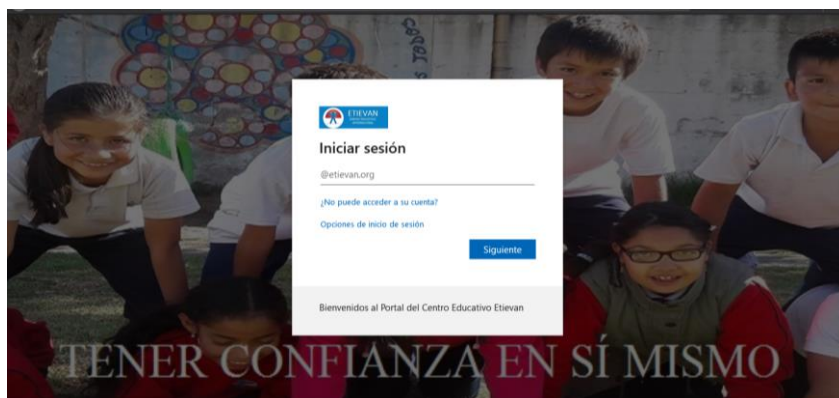 ETIEVAN
Iniciar sesión
@etievan.org
¿No puede acceder a su cuenta?
Opciones de inicio de sesión
Siguiente
Bienvenidos al Portal del Centro Educativo Etievan
TENER CONFIANZA EN SÍ MISMO